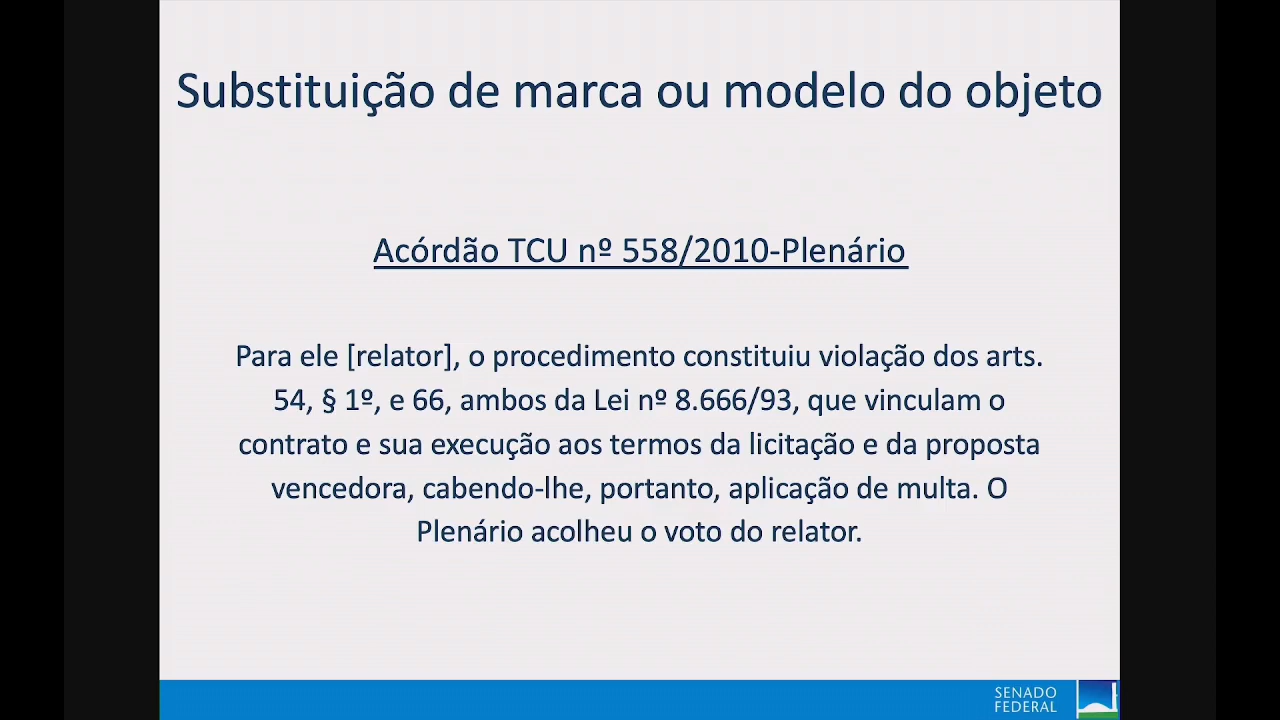 Substituição de marca ou modelo do objeto
Acórdão TCU nº 558/2010-Plenário
Para ele [relator], o procedimento constituiu violação dos arts.
54, § 1º, e 66, ambos da Lei nº 8.666/93, que vinculam o
contrato e sua execução aos termos da licitação e da proposta
vencedora, cabendo-lhe, portanto, aplicação de multa. O
Plenário acolheu o voto do relator.
SENADO
FEDERAL